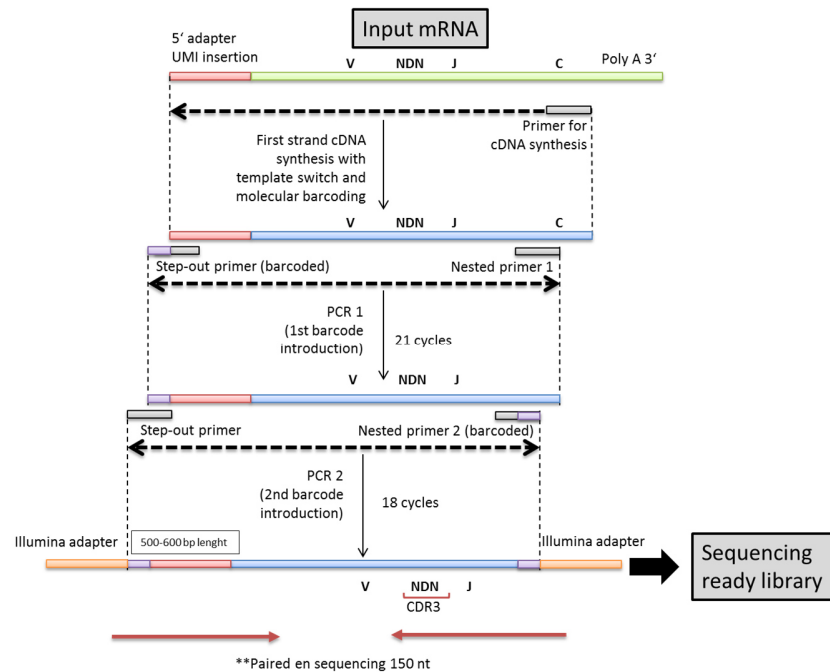 Input mRNA
5‘ adapter
UMI insertion
V NDN J C Poly A 3‘
Primer for
cDNA synthesis
First strand cDNA
synthesis with
template switch and
molecular barcoding
V NDN J C
Step-out primer (barcoded) Nested primer 1
PCR 1
(1st barcode
introduction)
21 cycles
V NDN J
Step-out primer Nested primer 2 (barcoded)
PCR 2
(2nd barcode
introduction)
18 cycles
Illumina adapter 500-600 bp lenght Illumina adapter
Sequencing
ready library
V NDN J
CDR3
**Paired en sequencing 150 nt